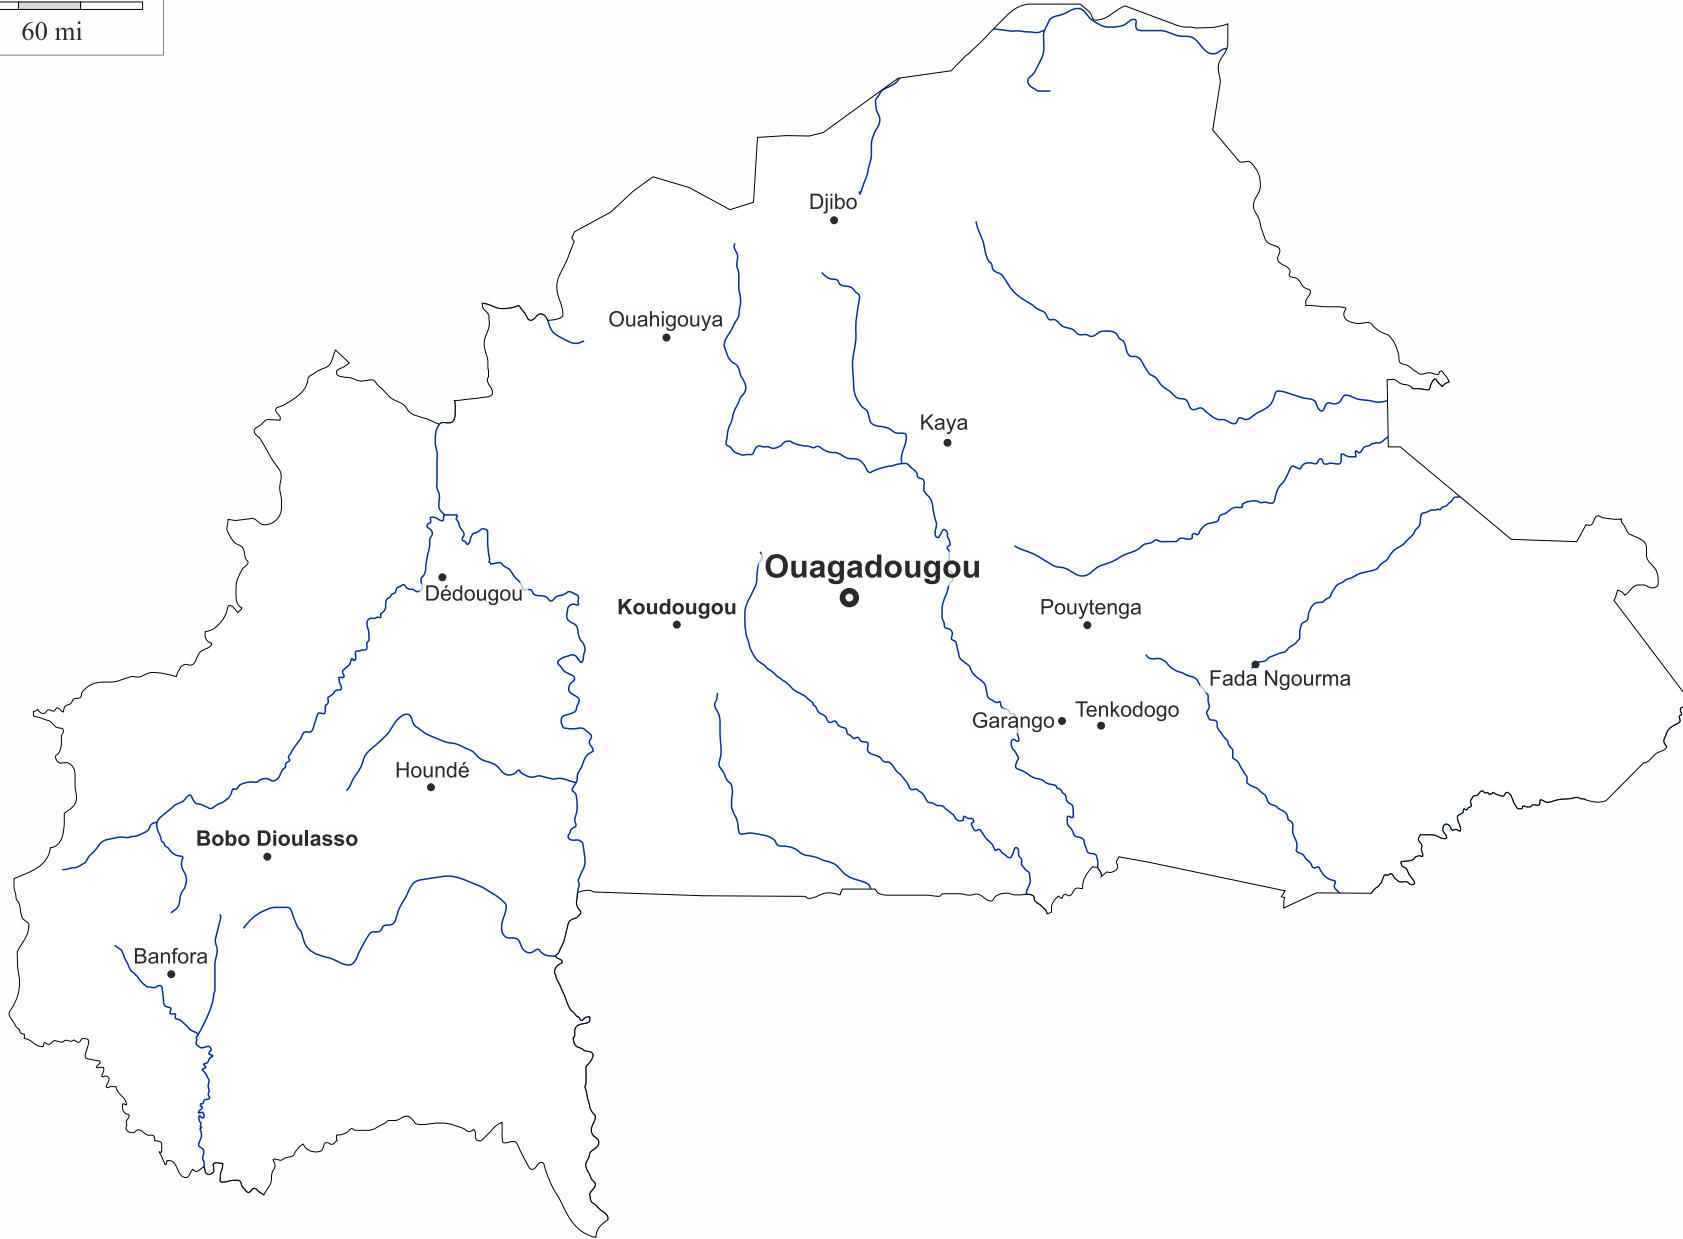 60 mi
Djibo
Ouahigouya
Kaya
Ouagadougou
Dédougou
Koudougou
Pouytenga
Fada Ngourma
Garango
Tenkodogo
Houndé
Bobo Dioulasso
Banfora